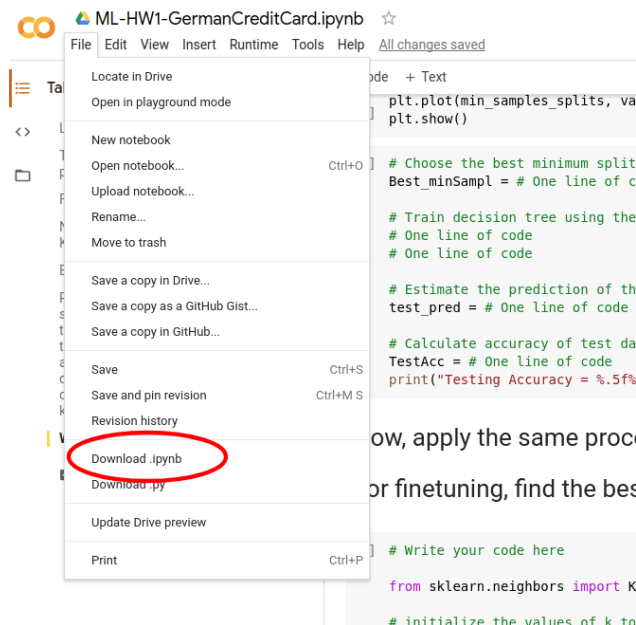 ML-HW1-GermanCreditCard.ipynb
File Edit View Insert Runtime Tools Help All changes saved
Locate in Drive
Open in playground mode
New notebook
Open notebook... Ctrl+O
Upload notebook...
Rename...
Move to trash
Save a copy in Drive...
Save a copy as a GitHub Gist...
Save a copy in GitHub...
Save Ctrl+S
Save and pin revision Ctrl+M S
Revision history
Download .ipynb
Download .py
Update Drive preview
Print Ctrl+P
+ Text
plt.plot(min_samples_splits, va
plt.show()
# Choose the best minimum split
Best_minSampl = # One line of c
# Train decision tree using the
# One line of code
# One line of code
# Estimate the prediction of th
test_pred = # One line of code
# Calculate accuracy of test da
TestAcc = # One line of code
print("Testing Accuracy = %.5f%
ow, apply the same proc
or finetuning, find the bes
# Write your code here
from sklearn.neighbors import K
# initialize the values of k to